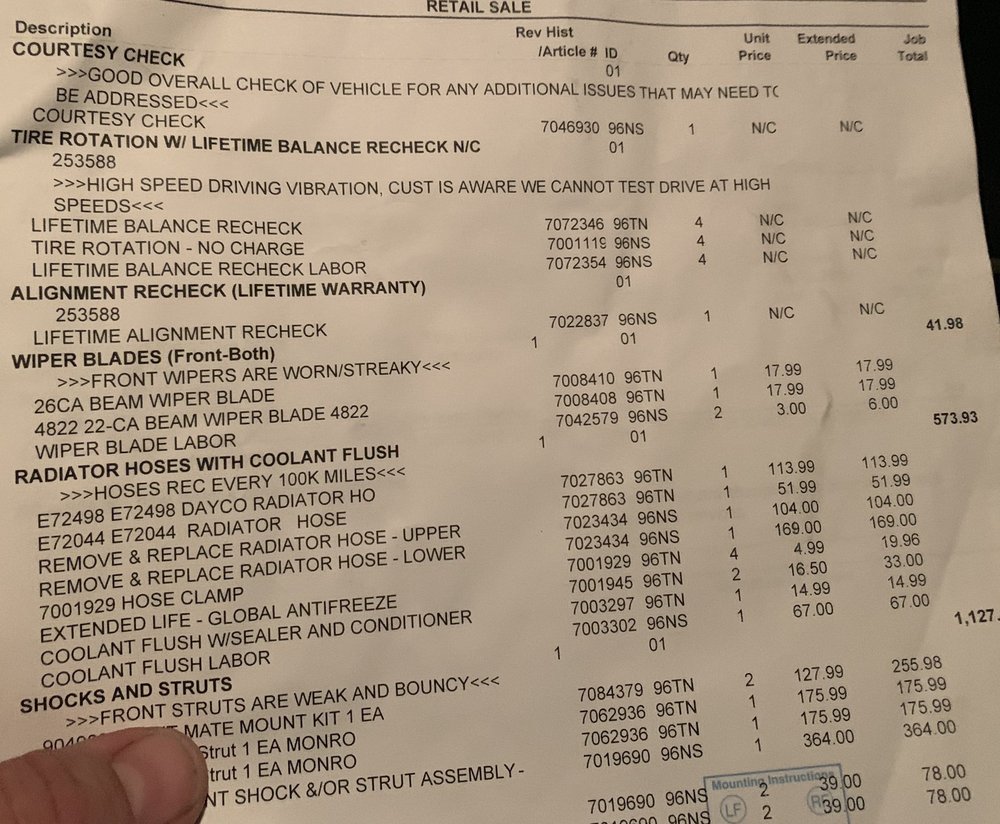 RETAIL SALE
Description Rev Hist /Article # ID Qty Unit Price Extended Price Job Total
COURTESY CHECK 01
>>>GOOD OVERALL CHECK OF VEHICLE FOR ANY ADDITIONAL ISSUES THAT MAY NEED TO
BE ADDRESSED<<<
COURTESY CHECK 7046930 96NS 1 N/C N/C
TIRE ROTATION W/ LIFETIME BALANCE RECHECK N/C 01
253588
>>>HIGH SPEED DRIVING VIBRATION, CUST IS AWARE WE CANNOT TEST DRIVE AT HIGH
SPEEDS<<<
LIFETIME BALANCE RECHECK 7072346 96TN 4 N/C N/C
TIRE ROTATION - NO CHARGE 7001119 96NS 4 N/C N/C
LIFETIME BALANCE RECHECK LABOR 7072354 96NS 4 N/C N/C
ALIGNMENT RECHECK (LIFETIME WARRANTY) 01
253588
LIFETIME ALIGNMENT RECHECK 7022837 96NS 1 N/C N/C
WIPER BLADES (Front-Both) 1 01 41.98
>>>FRONT WIPERS ARE WORN/STREAKY<<<
26CA BEAM WIPER BLADE 7008410 96TN 1 17.99 17.99
4822 22-CA BEAM WIPER BLADE 4822 7008408 96TN 1 17.99 17.99
WIPER BLADE LABOR 7042579 96NS 2 3.00 6.00
RADIATOR HOSES WITH COOLANT FLUSH 1 01 573.93
>>>HOSES REC EVERY 100K MILES<<<
E72498 E72498 DAYCO RADIATOR HO 7027863 96TN 1 113.99 113.99
E72044 E72044 RADIATOR HOSE 7027863 96TN 1 51.99 51.99
REMOVE & REPLACE RADIATOR HOSE - UPPER 7023434 96NS 1 104.00 104.00
REMOVE & REPLACE RADIATOR HOSE - LOWER 7023434 96NS 1 169.00 169.00
7001929 HOSE CLAMP 7001929 96TN 4 4.99 19.96
EXTENDED LIFE - GLOBAL ANTIFREEZE 7001945 96TN 2 16.50 33.00
COOLANT FLUSH W/SEALER AND CONDITIONER 7003297 96TN 1 14.99 14.99
COOLANT FLUSH LABOR 7003302 96NS 1 67.00 67.00
SHOCKS AND STRUTS 1 01 1,127.
>>>FRONT STRUTS ARE WEAK AND BOUNCY<<<
MATE MOUNT KIT 1 EA 7084379 96TN 2 127.99 255.98
Strut 1 EA MONRO 7062936 96TN 1 175.99 175.99
Strut 1 EA MONRO 7062936 96TN 1 175.99 175.99
NT SHOCK &/OR STRUT ASSEMBLY- 7019690 96NS 1 364.00 364.00
Mounting Instructions
7019690 96NS 2 39.00 78.00
LF RF
96NS 2 39.00 78.00